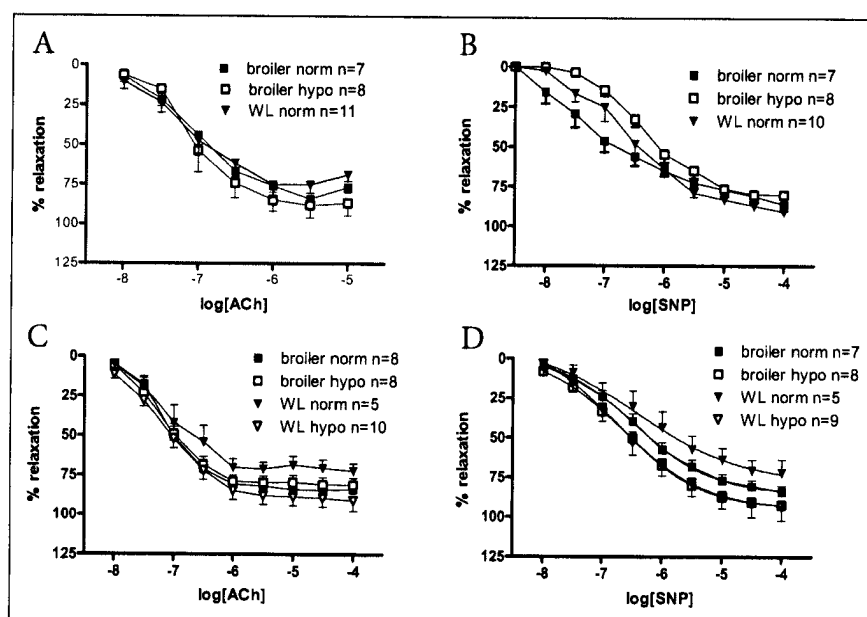 A
broiler norm n=7
broiler hypo n=8
WL norm n=11
% relaxation
0
25
50
75
100
125
-8
-7
-6
-5
log[ACh]
B
broiler norm n=7
broiler hypo n=8
WL norm n=10
% relaxation
0
25
50
75
100
125
-8
-7
-6
-5
-4
log[SNP]
C
broiler norm n=8
broiler hypo n=8
WL norm n=5
WL hypo n=10
% relaxation
0
25
50
75
100
125
-8
-7
-6
-5
-4
log[ACh]
D
broiler norm n=7
broiler hypo n=8
WL norm n=5
WL hypo n=9
% relaxation
0
25
50
75
100
125
-8
-7
-6
-5
-4
log[SNP]